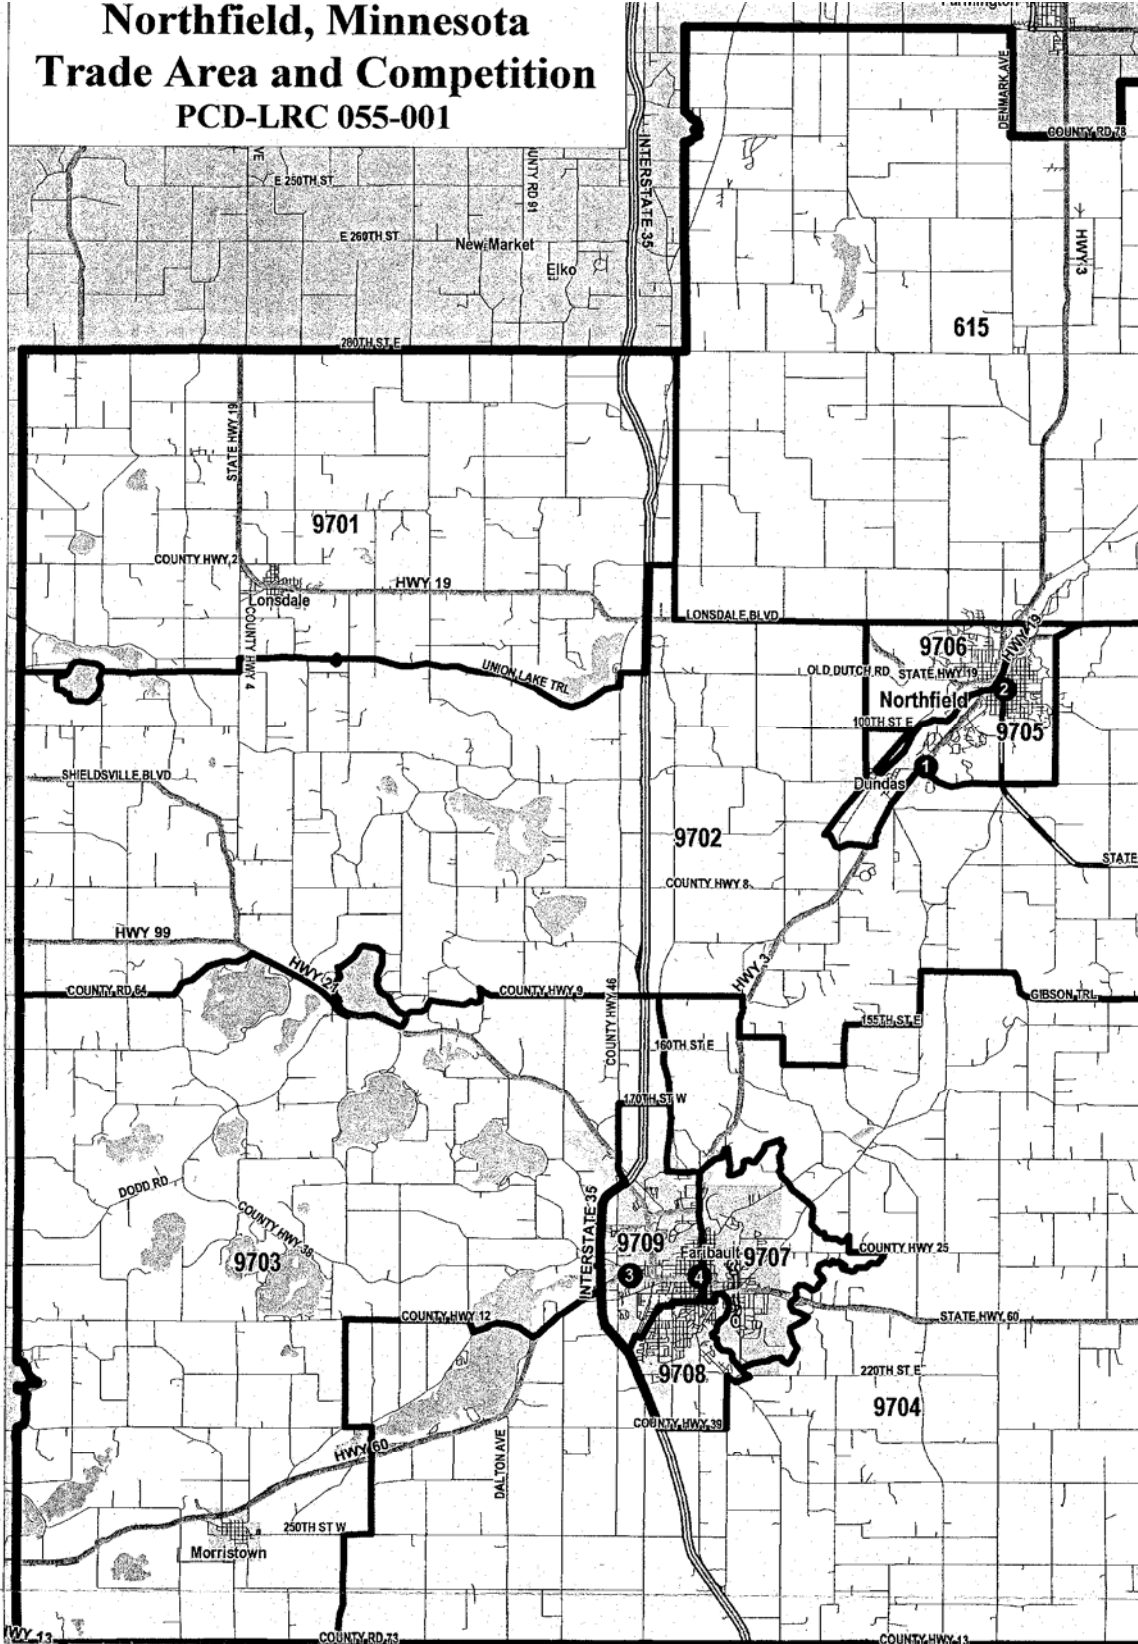 Northfield, Minnesota
Trade Area and Competition
PCD-LRC 055-001
INTERSTATE 35
DENMARK AVE
COUNTY RD 78
E 250TH ST
E 260TH ST
New Market
Elko
HWY 3
615
280TH ST E
STATE HWY 19
9701
COUNTY HWY 2
HWY 19
Lonsdale
COUNTY HWY 4
LONSDALE BLVD
UNION LAKE TRL
9706
HWY 19
OLD DUTCH RD
STATE HWY 19
2
Northfield
100TH ST E
9705
1
Dundas
SHIELDSVILLE BLVD
9702
STATE
COUNTY HWY 8
HWY 99
HWY 21
HWY 3
COUNTY RD 64
COUNTY HWY 9
COUNTY HWY 46
GIBSON TRL
155TH ST E
160TH ST E
170TH ST W
DODD RD
COUNTY HWY 38
INTERSTATE 35
9703
9709
Faribault
9707
COUNTY HWY 25
3
4
COUNTY HWY 12
STATE HWY 60
9708
220TH ST E
9704
COUNTY HWY 39
HWY 60
DALTON AVE
250TH ST W
Morristown
HWY 13
COUNTY RD 73
COUNTY HWY 13